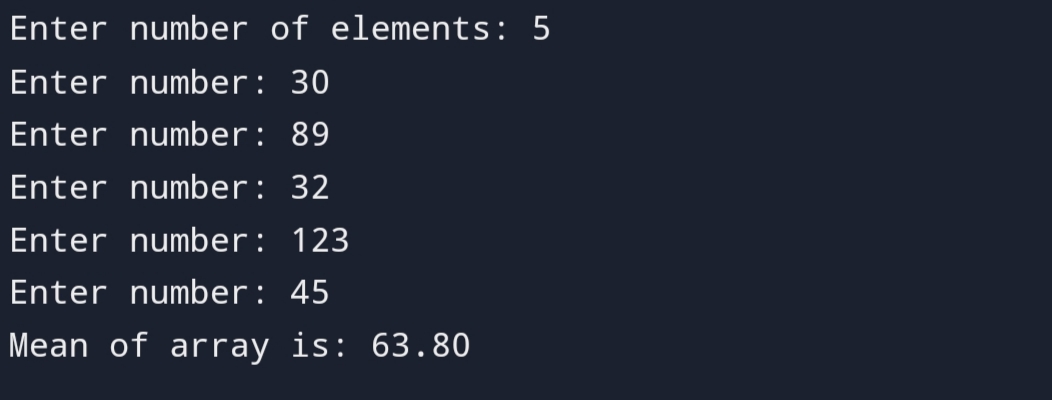 Enter number of elements: 5
Enter number: 30
Enter number: 89
Enter number: 32
Enter number: 123
Enter number: 45
Mean of array is: 63.80